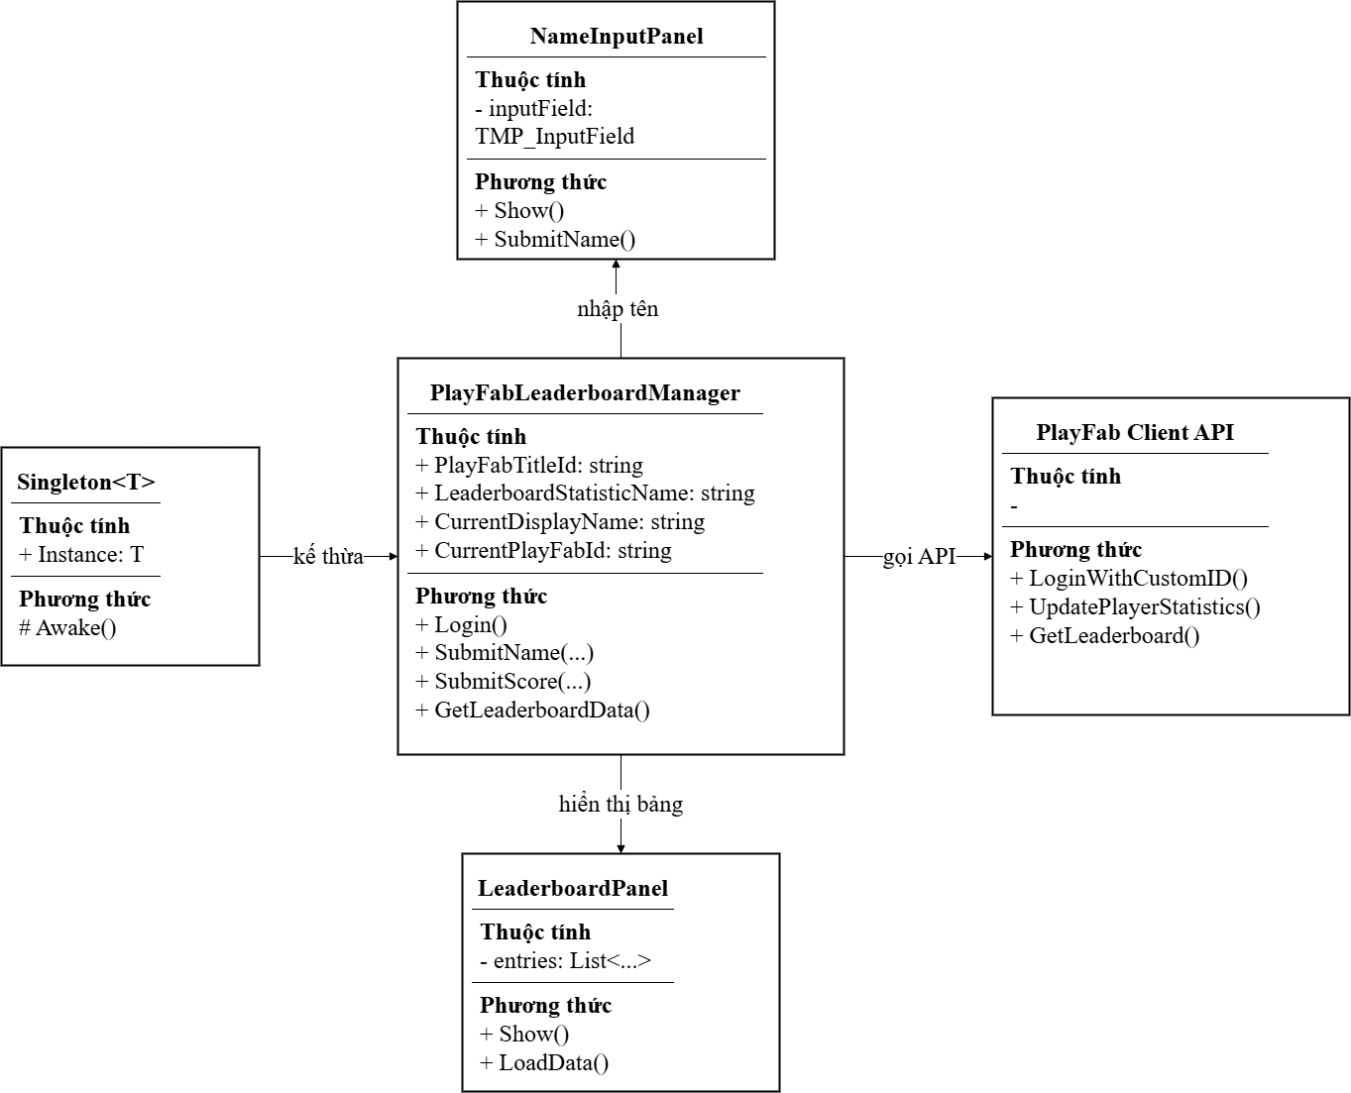 NameInputPanel
Thuộc tính
- inputField:
TMP_InputField
Phương thức
+ Show()
+ SubmitName()
nhập tên
Singleton<T>
Thuộc tính
+ Instance: T
Phương thức
# Awake()
kế thừa
PlayFabLeaderboardManager
Thuộc tính
+ PlayFabTitleId: string
+ LeaderboardStatisticName: string
+ CurrentDisplayName: string
+ CurrentPlayFabId: string
Phương thức
+ Login()
+ SubmitName(...)
+ SubmitScore(...)
+ GetLeaderboardData()
gọi API
PlayFab Client API
Thuộc tính
-
Phương thức
+ LoginWithCustomID()
+ UpdatePlayerStatistics()
+ GetLeaderboard()
hiển thị bảng
LeaderboardPanel
Thuộc tính
- entries: List<...>
Phương thức
+ Show()
+ LoadData()